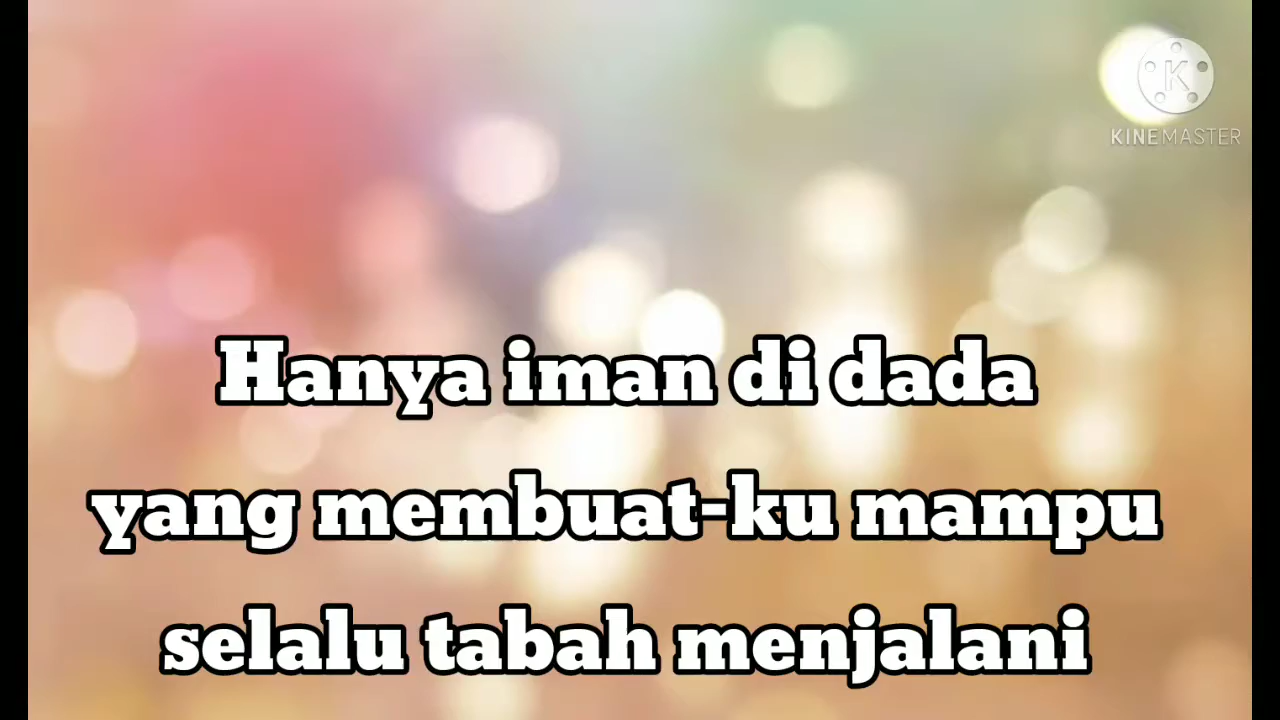 K
KINEMASTER
Hanya iman di dada
yang membuat-ku mampu
selalu tabah menjalani